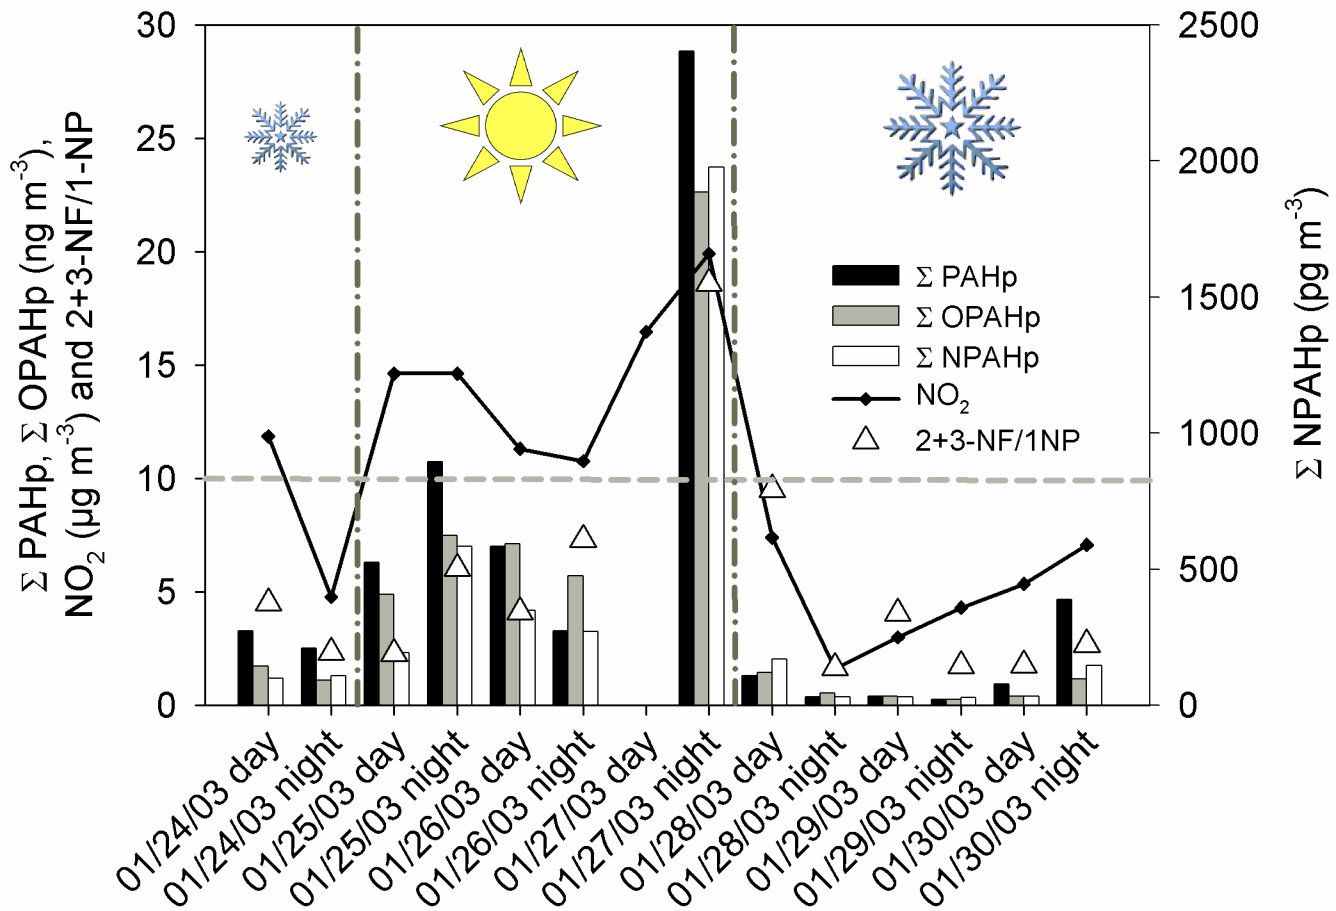 Σ PAHp, Σ OPAHp (ng m⁻³),
NO₂ (µg m⁻³) and 2+3-NF/1-NP
30
25
20
15
10
5
0
2500
2000
1500
1000
500
0
Σ NPAHp (pg m⁻³)
Σ PAHp
Σ OPAHp
Σ NPAHp
NO₂
2+3-NF/1NP
01/24/03 day
01/24/03 night
01/25/03 day
01/25/03 night
01/26/03 day
01/26/03 night
01/27/03 day
01/27/03 night
01/28/03 day
01/28/03 night
01/29/03 day
01/29/03 night
01/30/03 day
01/30/03 night